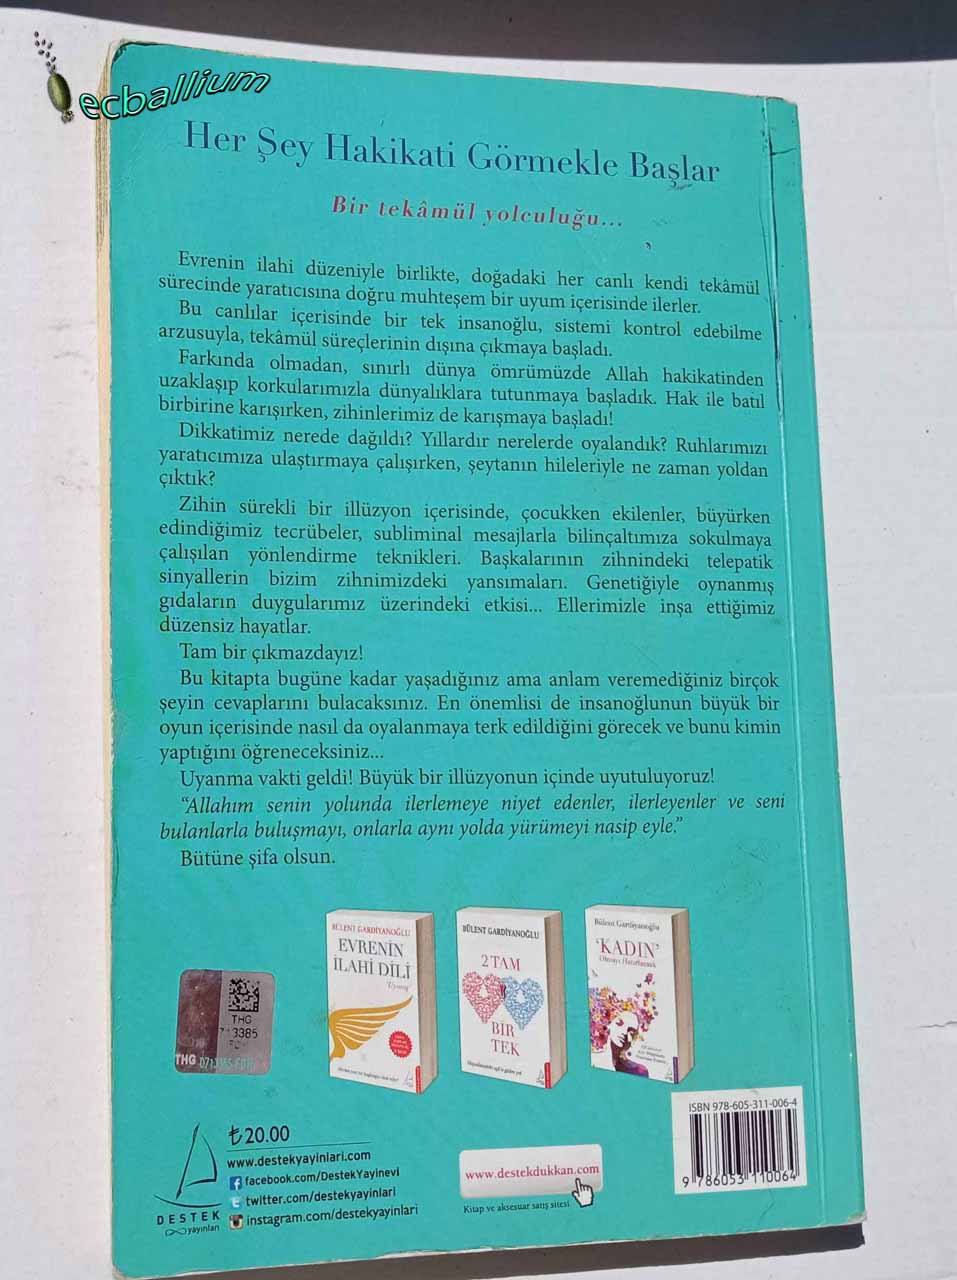 ecballium
Her Şey Hakikati Görmekle Başlar
Bir tekâmül yolculuğu...
Evrenin ilahi düzeniyle birlikte, doğadaki her canlı kendi tekâmül
sürecinde yaratıcısına doğru muhteşem bir uyum içerisinde ilerler.
Bu canlılar içerisinde bir tek insanoğlu, sistemi kontrol edebilme
arzusuyla, tekâmül süreçlerinin dışına çıkmaya başladı.
Farkında olmadan, sınırlı dünya ömrümüzde Allah hakikatinden
uzaklaşıp korkularımızla dünyalıklara tutunmaya başladık. Hak ile batıl
birbirine karışırken, zihinlerimiz de karışmaya başladı!
Dikkatimiz nerede dağıldı? Yıllardır nerelerde oyalandık? Ruhlarımızı
yaratıcımıza ulaştırmaya çalışırken, şeytanın hileleriyle ne zaman yoldan
çıktık?
Zihin sürekli bir illüzyon içerisinde, çocukken ekilenler, büyürken
edindiğimiz tecrübeler, subliminal mesajlarla bilinçaltımıza sokulmaya
çalışılan yönlendirme teknikleri. Başkalarının zihnindeki telepatik
sinyallerin bizim zihnimizdeki yansımaları. Genetiğiyle oynanmış
gıdaların duygularımız üzerindeki etkisi... Ellerimizle inşa ettiğimiz
düzensiz hayatlar.
Tam bir çıkmazdayız!
Bu kitapta bugüne kadar yaşadığınız ama anlam veremediğiniz birçok
şeyin cevaplarını bulacaksınız. En önemlisi de insanoğlunun büyük bir
oyun içerisinde nasıl da oyalanmaya terk edildiğini görecek ve bunu kimin
yaptığını öğreneceksiniz...
Uyanma vakti geldi! Büyük bir illüzyonun içinde uyutuluyoruz!
“Allahım senin yolunda ilerlemeye niyet edenler, ilerleyenler ve seni
bulanlarla buluşmayı, onlarla aynı yolda yürümeyi nasip eyle.”
Bütüne şifa olsun.
BÜLENT GARDİYANOĞLU
EVRENİN
İLAHİ DİLİ
BÜLENT GARDİYANOĞLU
2 TAM
BİR
TEK
Bülent Gardiyanoğlu
'KADIN'
Olmayı Hatırlamak
THG
THG
ISBN 978-605-311-006-4
9 786053 110064
₺20.00
www.destekyayinlari.com
facebook.com/DestekYayinevi
twitter.com/destekyayinlari
instagram.com/destekyayinlari
DESTEK
yayınları
www.destekdukkan.com
Kitap ve aksesuar satış sitesi